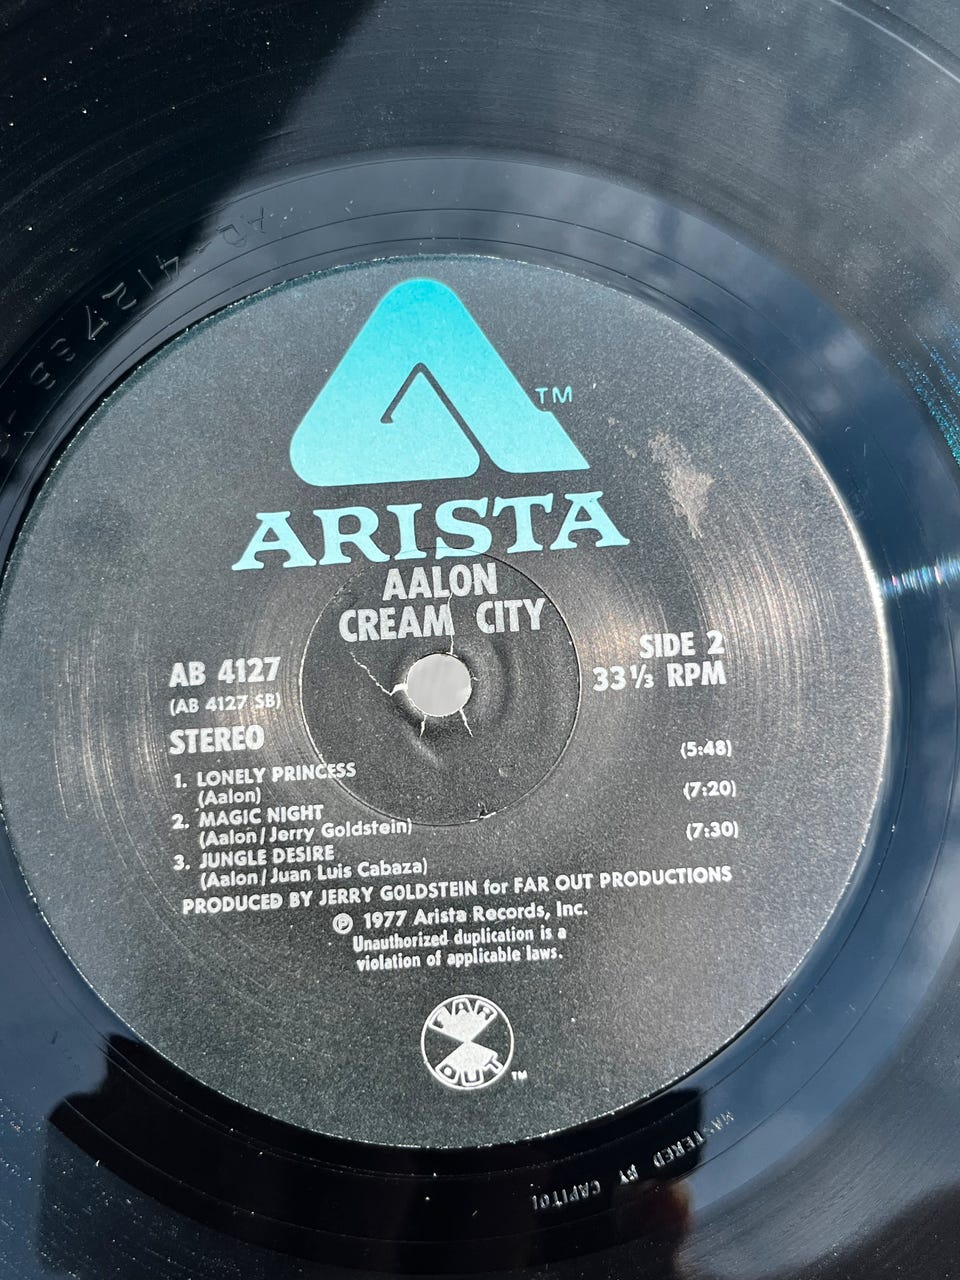 TM
ARISTA
AALON
CREAM CITY
AB 4127
(AB 4127 SB)
STEREO
SIDE 2
33 1/3 RPM
1. LONELY PRINCESS (5:48)
(Aalon)
2. MAGIC NIGHT (7:20)
(Aalon/Jerry Goldstein)
3. JUNGLE DESIRE (7:30)
(Aalon/Juan Luis Cabaza)
PRODUCED BY JERRY GOLDSTEIN for FAR OUT PRODUCTIONS
℗ 1977 Arista Records, Inc.
Unauthorized duplication is a
violation of applicable laws.
FAR
OUT
TM
MASTERED BY CAPITOL